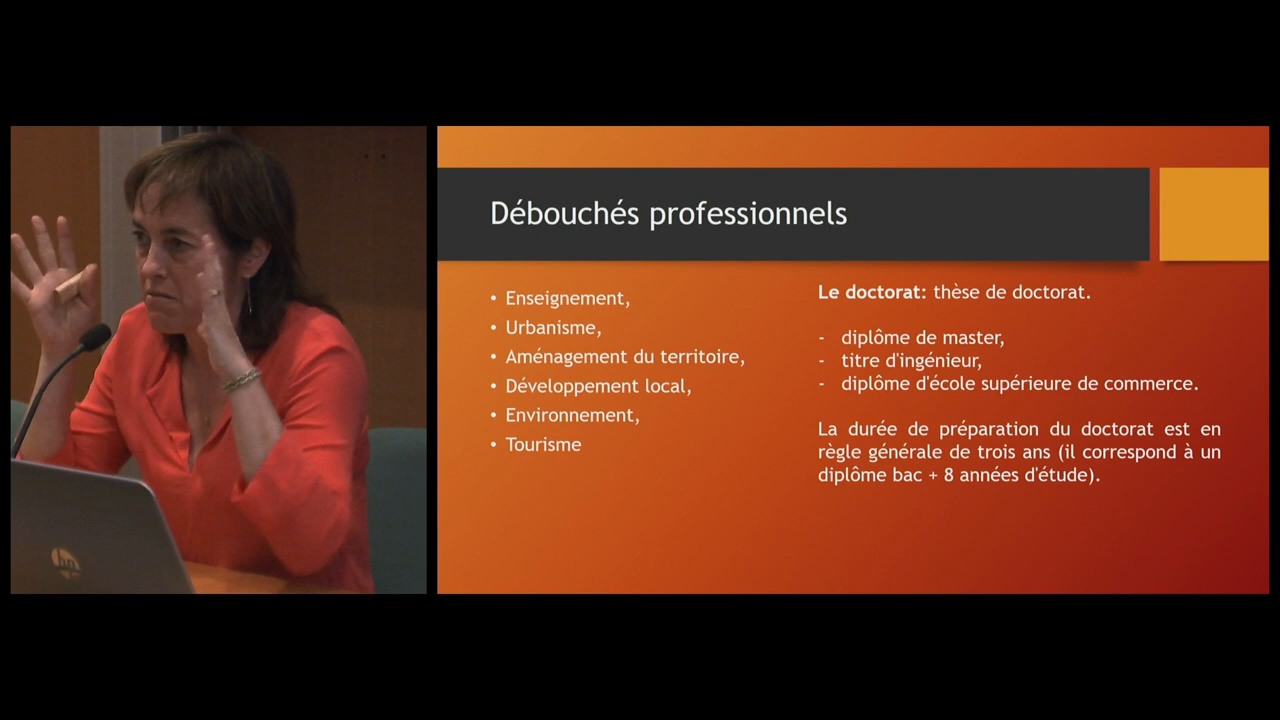 Débouchés professionnels
• Enseignement,
• Urbanisme,
• Aménagement du territoire,
• Développement local,
• Environnement,
• Tourisme
Le doctorat: thèse de doctorat.
- diplôme de master,
- titre d'ingénieur,
- diplôme d'école supérieure de commerce.
La durée de préparation du doctorat est en
règle générale de trois ans (il correspond à un
diplôme bac + 8 années d'étude).
hp